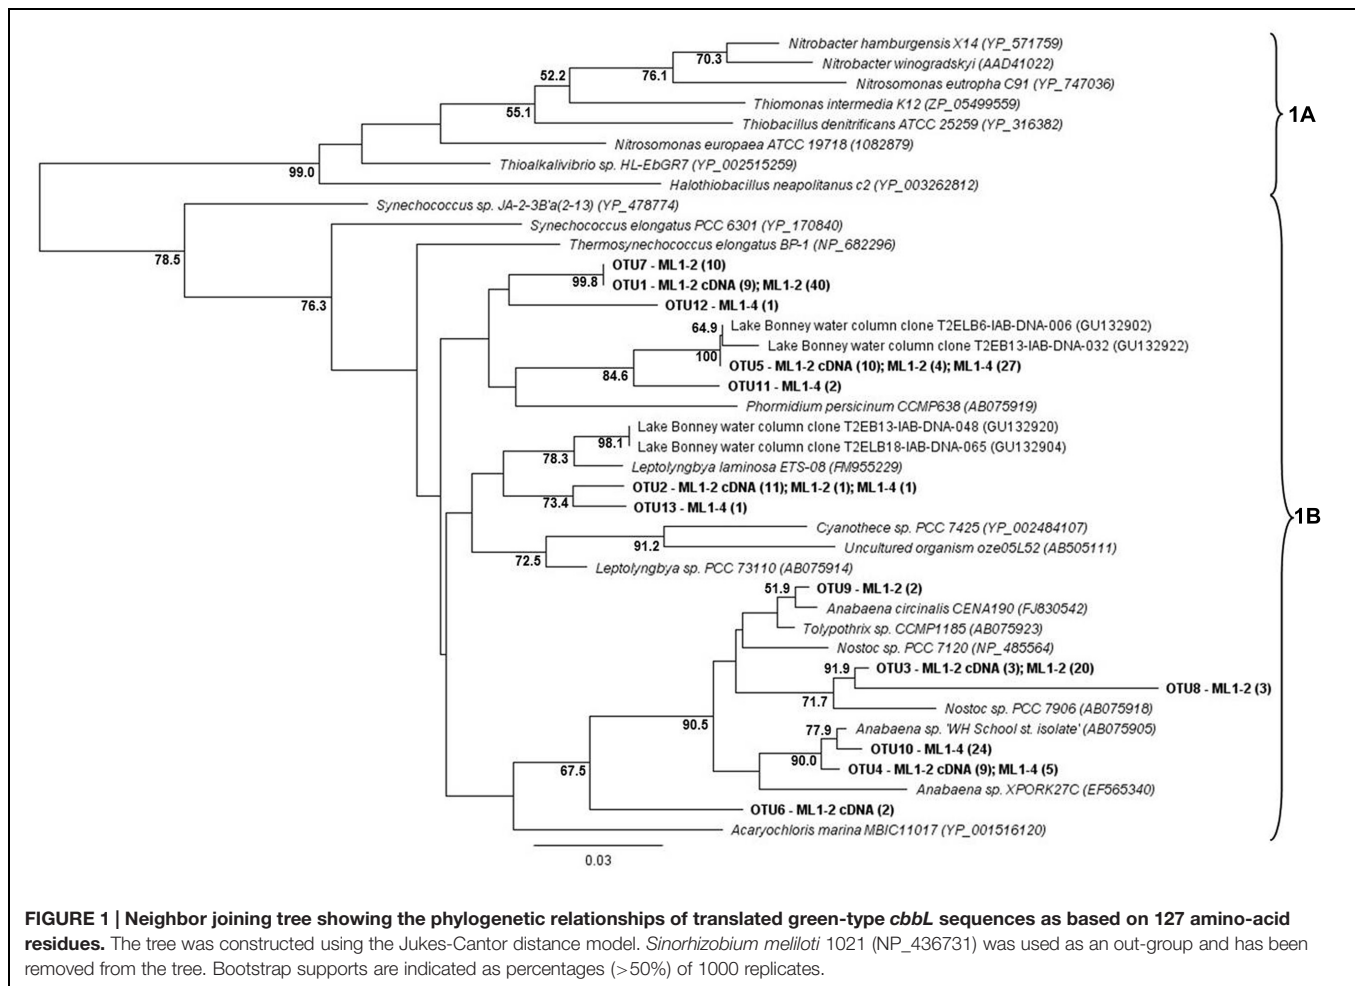 Nitrobacter hamburgensis X14 (YP_571759)
70.3
Nitrobacter winogradskyi (AAD41022)
52.2
76.1
Nitrosomonas eutropha C91 (YP_747036)
Thiomonas intermedia K12 (ZP_05499559)
55.1
1A
Thiobacillus denitrificans ATCC 25259 (YP_316382)
Nitrosomonas europaea ATCC 19718 (1082879)
Thioalkalivibrio sp. HL-EbGR7 (YP_002515259)
99.0
Halothiobacillus neapolitanus c2 (YP_003262812)
Synechococcus sp. JA-2-3B'a(2-13) (YP_478774)
Synechococcus elongatus PCC 6301 (YP_170840)
Thermosynechococcus elongatus BP-1 (NP_682296)
78.5
OTU7 - ML1-2 (10)
99.8
OTU1 - ML1-2 cDNA (9); ML1-2 (40)
76.3
OTU12 - ML1-4 (1)
64.9
Lake Bonney water column clone T2ELB6-IAB-DNA-006 (GU132902)
Lake Bonney water column clone T2EB13-IAB-DNA-032 (GU132922)
100
OTU5 - ML1-2 cDNA (10); ML1-2 (4); ML1-4 (27)
84.6
OTU11 - ML1-4 (2)
Phormidium persicinum CCMP638 (AB075919)
Lake Bonney water column clone T2EB13-IAB-DNA-048 (GU132920)
98.1
Lake Bonney water column clone T2ELB18-IAB-DNA-065 (GU132904)
78.3
Leptolyngbya laminosa ETS-08 (FM955229)
OTU2 - ML1-2 cDNA (11); ML1-2 (1); ML1-4 (1)
73.4
OTU13 - ML1-4 (1)
1B
Cyanothece sp. PCC 7425 (YP_002484107)
91.2
Uncultured organism oze05L52 (AB505111)
72.5
Leptolyngbya sp. PCC 73110 (AB075914)
51.9
OTU9 - ML1-2 (2)
Anabaena circinalis CENA190 (FJ830542)
Tolypothrix sp. CCMP1185 (AB075923)
Nostoc sp. PCC 7120 (NP_485564)
91.9
OTU3 - ML1-2 cDNA (3); ML1-2 (20)
OTU8 - ML1-2 (3)
71.7
Nostoc sp. PCC 7906 (AB075918)
90.5
77.9
Anabaena sp. 'WH School st. isolate' (AB075905)
OTU10 - ML1-4 (24)
90.0
OTU4 - ML1-2 cDNA (9); ML1-4 (5)
67.5
Anabaena sp. XPORK27C (EF565340)
OTU6 - ML1-2 cDNA (2)
Acaryochloris marina MBIC11017 (YP_001516120)
0.03
FIGURE 1 | Neighbor joining tree showing the phylogenetic relationships of translated green-type cbbL sequences as based on 127 amino-acid
residues. The tree was constructed using the Jukes-Cantor distance model. Sinorhizobium meliloti 1021 (NP_436731) was used as an out-group and has been
removed from the tree. Bootstrap supports are indicated as percentages (>50%) of 1000 replicates.